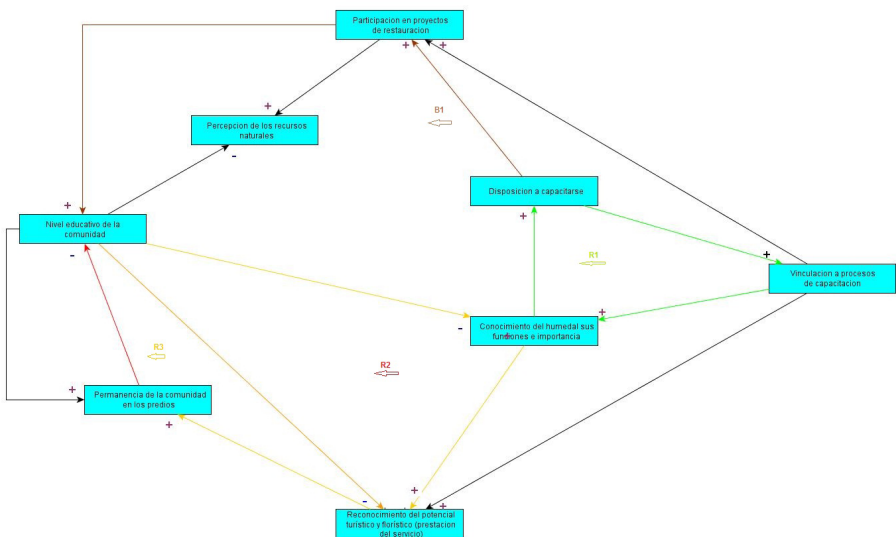 Participacion en proyectos
de restauracion
+
+
+
B1
Percepcion de los recursos
naturales
-
Disposicion a capacitarse
+
+
Nivel educativo de la
comunidad
-
R1
+
Vinculacion a procesos
de capacitacion
+
Conocimiento del humedal sus
funciones e importancia
-
+
R3
R2
+
Permanencia de la comunidad
en los predios
+
-
+
+
Reconocimiento del potencial
turistico y floristico (prestacion
del servicio)